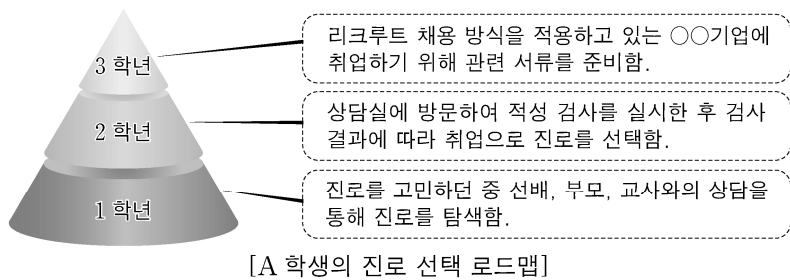 3 학년
리크루트 채용 방식을 적용하고 있는 ○○기업에
취업하기 위해 관련 서류를 준비함.
2 학년
상담실에 방문하여 적성 검사를 실시한 후 검사
결과에 따라 취업으로 진로를 선택함.
1 학년
진로를 고민하던 중 선배, 부모, 교사와의 상담을
통해 진로를 탐색함.
[A 학생의 진로 선택 로드맵]